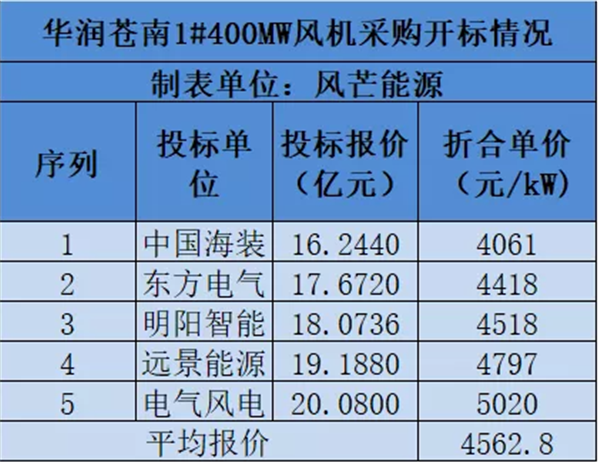 华润苍南1#400MW风机采购开标情况
制表单位：风芒能源
序列 投标单位 投标报价（亿元） 折合单价（元/kW)
1 中国海装 16.2440 4061
2 东方电气 17.6720 4418
3 明阳智能 18.0736 4518
4 远景能源 19.1880 4797
5 电气风电 20.0800 5020
平均报价 4562.8